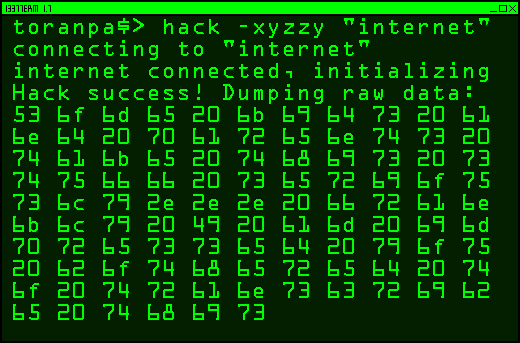 l33tTERM 1.1
toranpa$> hack -xyzzy "internet"
connecting to "internet"
internet connected, initializing
Hack success! Dumping raw data:
53 6f 6d 65 20 6b 69 64 73 20 61
6e 64 20 70 61 72 65 6e 74 73 20
74 61 6b 65 20 74 68 69 73 20 73
74 75 66 66 20 73 65 72 69 6f 75
73 6c 79 2e 2e 2e 20 66 72 61 6e
6b 6c 79 20 49 20 61 6d 20 69 6d
70 72 65 73 73 65 64 20 79 6f 75
20 62 6f 74 68 65 72 65 64 20 74
6f 20 74 72 61 6e 73 63 72 69 62
65 20 74 68 69 73